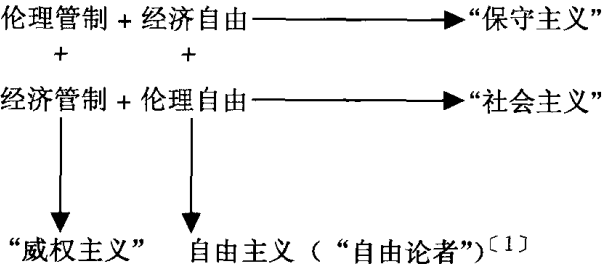 伦理管制 + 经济自由 “保守主义”
+ +
经济管制 + 伦理自由 “社会主义”
“威权主义” 自由主义（“自由论者”）〔1〕